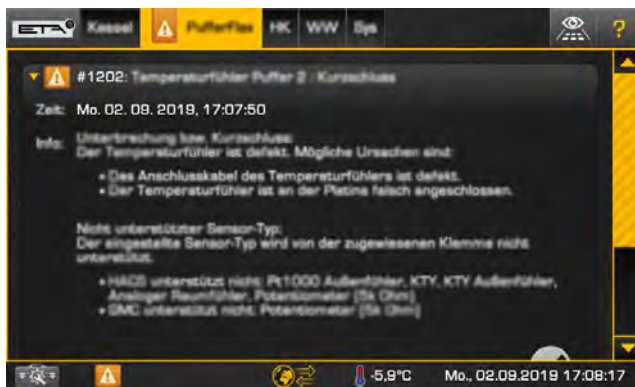 ETA Kessel PufferFlex HK WW Sys ?
#1202: Temperaturfühler Puffer 2 : Kurzschluss
Zeit: Mo. 02. 09. 2019, 17:07:50
Info: Unterbrechung bzw. Kurzschluss:
Der Temperaturfühler ist defekt. Mögliche Ursachen sind:
• Das Anschlusskabel des Temperaturfühlers ist defekt.
• Der Temperaturfühler ist an der Platine falsch angeschlossen.
Nicht unterstützter Sensor-Typ:
Der eingestellte Sensor-Typ wird von der zugewiesenen Klemme nicht
unterstützt.
• unterstützt nicht: Pt1000 Außenfühler, KTY, KTY Außenfühler,
Analoger Raumfühler, Potentiometer (5k Ohm)
• GMC unterstützt nicht: Potentiometer (5k Ohm)
-5,9°C Mo., 02.09.2019 17:08:17